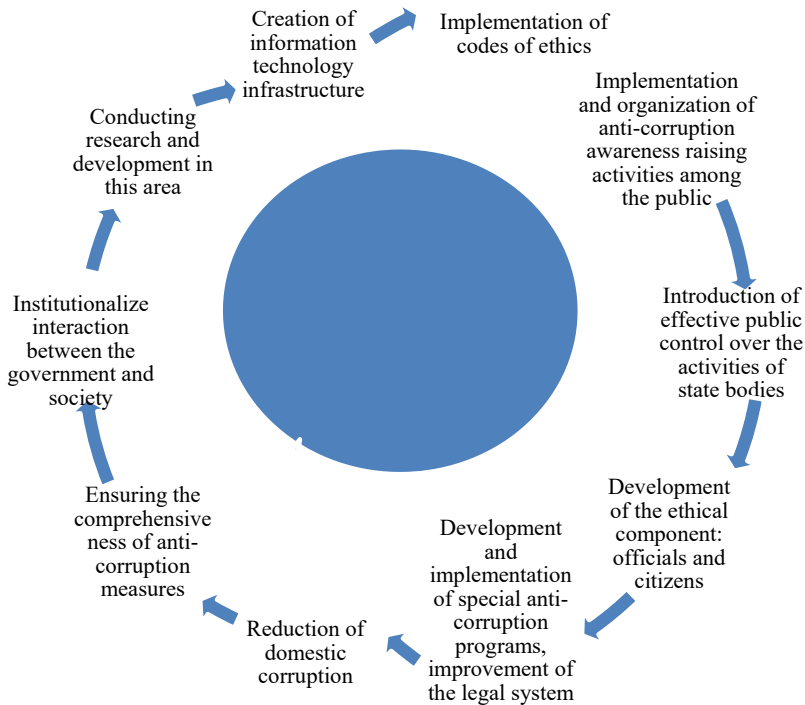 Creation of
information
technology
infrastructure
Implementation of
codes of ethics
Implementation
and organization of
anti-corruption
awareness raising
activities among
the public
Introduction of
effective public
control over the
activities of
state bodies
Development
of the ethical
component:
officials and
citizens
Development
and
implementation
of special anti-
corruption
programs,
improvement of
the legal system
Reduction of
domestic
corruption
Ensuring the
comprehensive
ness of anti-
corruption
measures
Institutionalize
interaction
between the
government and
society
Conducting
research and
development in
this area